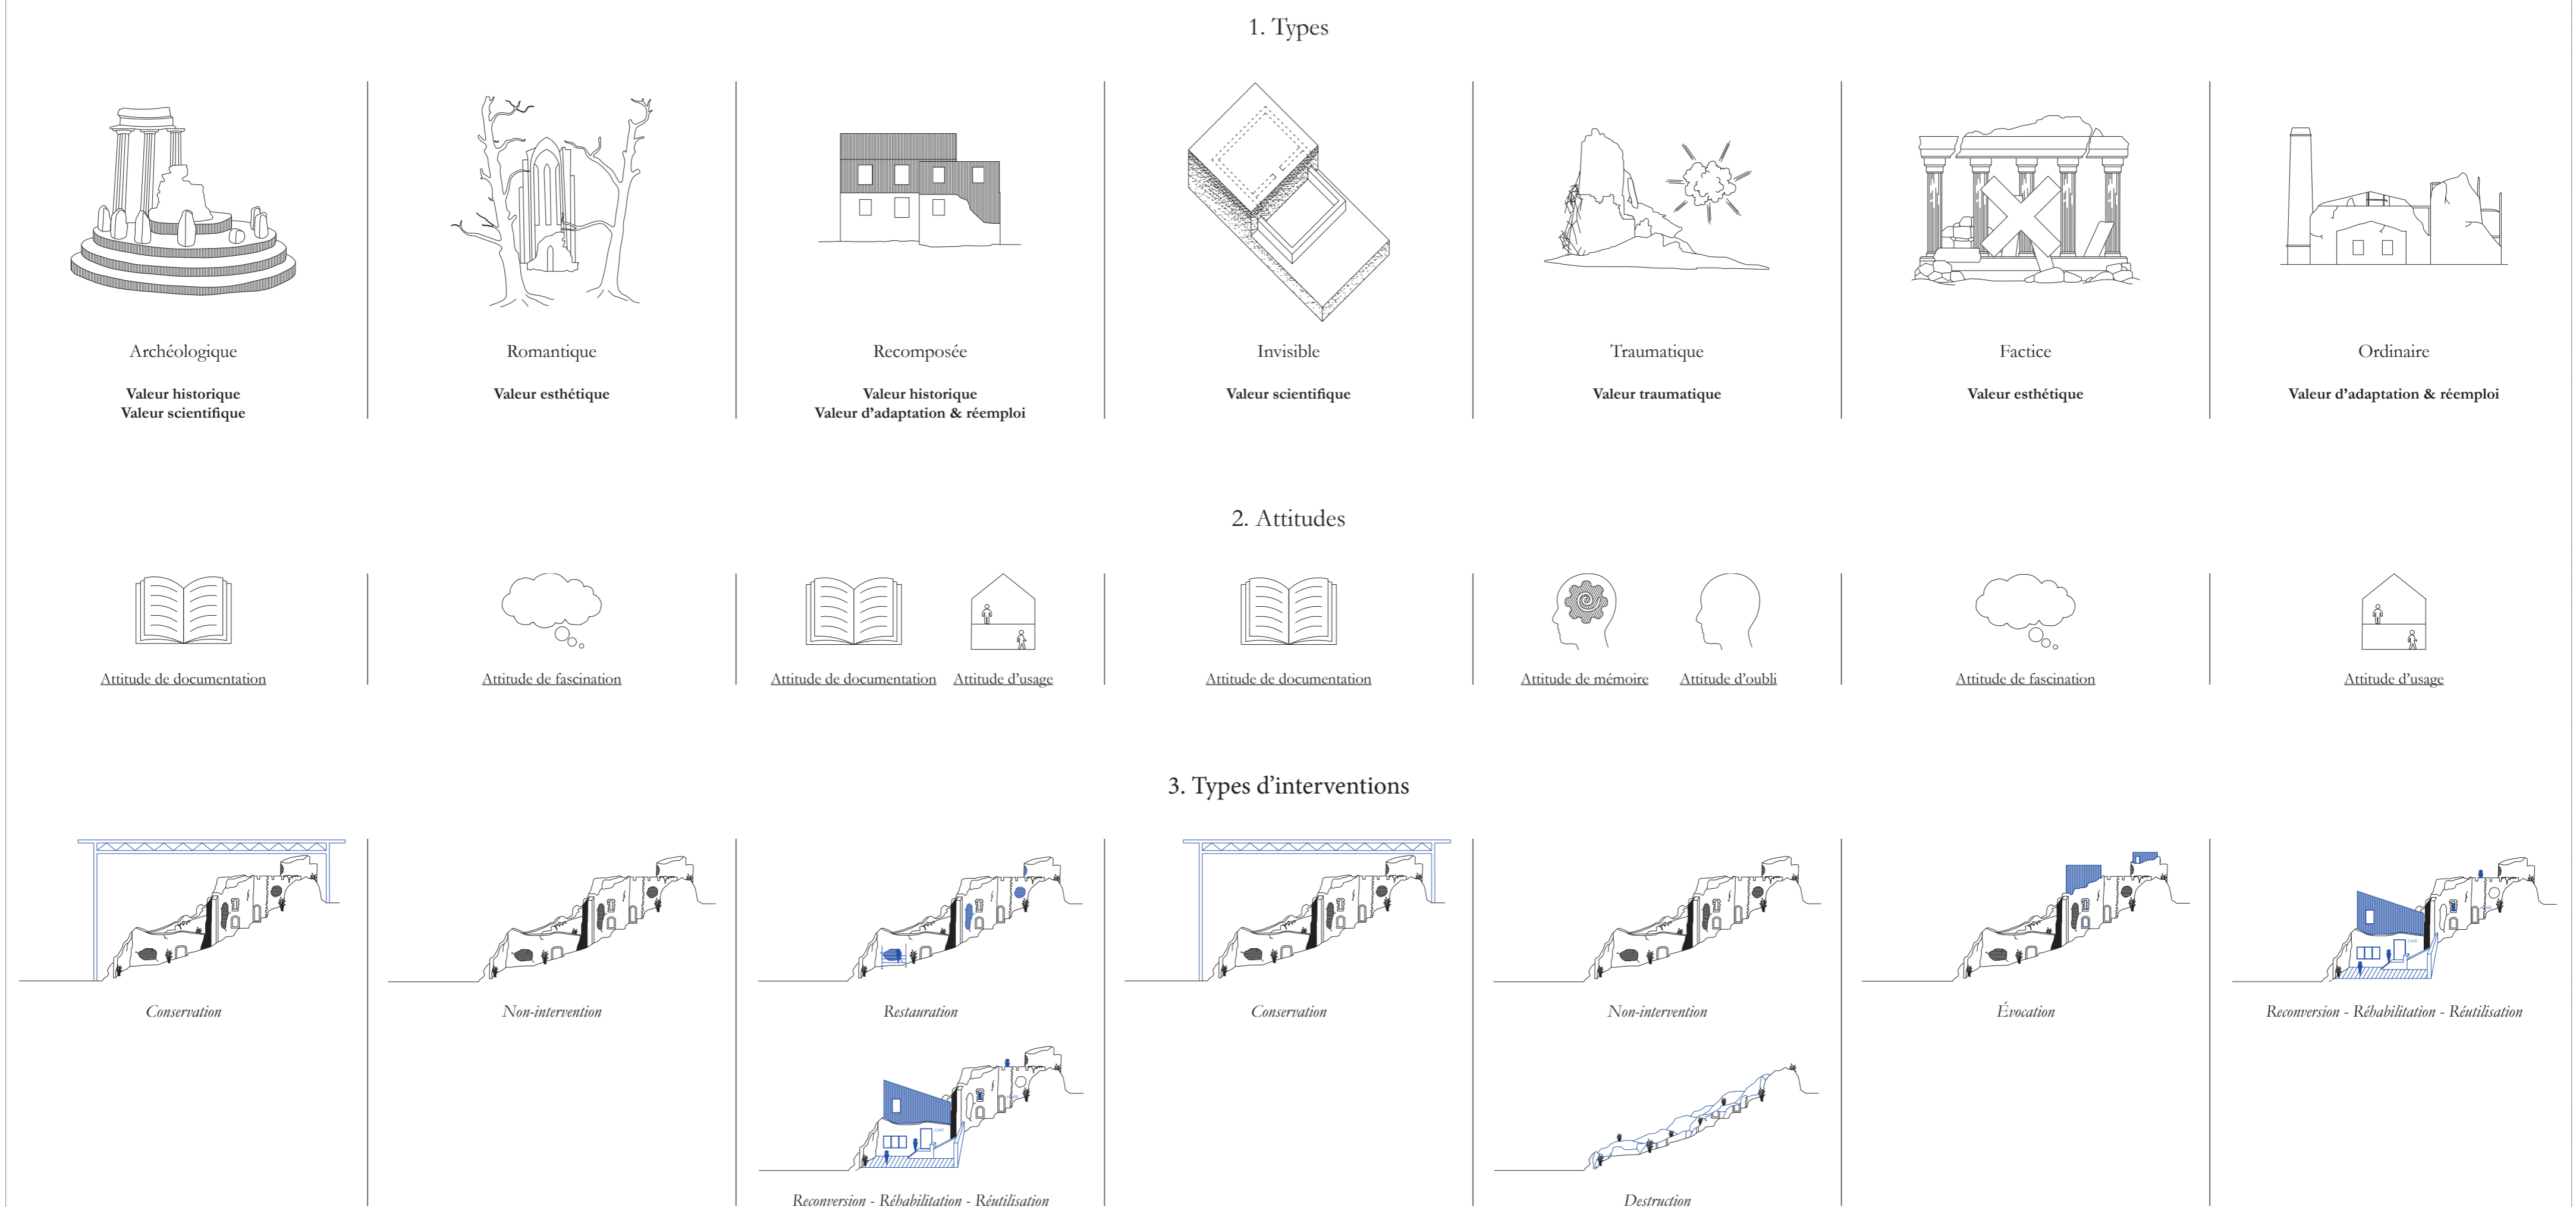 1. Types
Archéologique
Valeur historique
Valeur scientifique
Romantique
Valeur esthétique
Recomposée
Valeur historique
Valeur d’adaptation & réemploi
Invisible
Valeur scientifique
Traumatique
Valeur traumatique
Factice
Valeur esthétique
Ordinaire
Valeur d’adaptation & réemploi
2. Attitudes
Attitude de documentation
Attitude de fascination
Attitude de documentation
Attitude d’usage
Attitude de documentation
Attitude de mémoire
Attitude d’oubli
Attitude de fascination
Attitude d’usage
3. Types d’interventions
Conservation
Non-intervention
Restauration
Conservation
Non-intervention
Évocation
CAFÉ
Reconversion - Réhabilitation - Réutilisation
CAFÉ
Reconversion - Réhabilitation - Réutilisation
Destruction